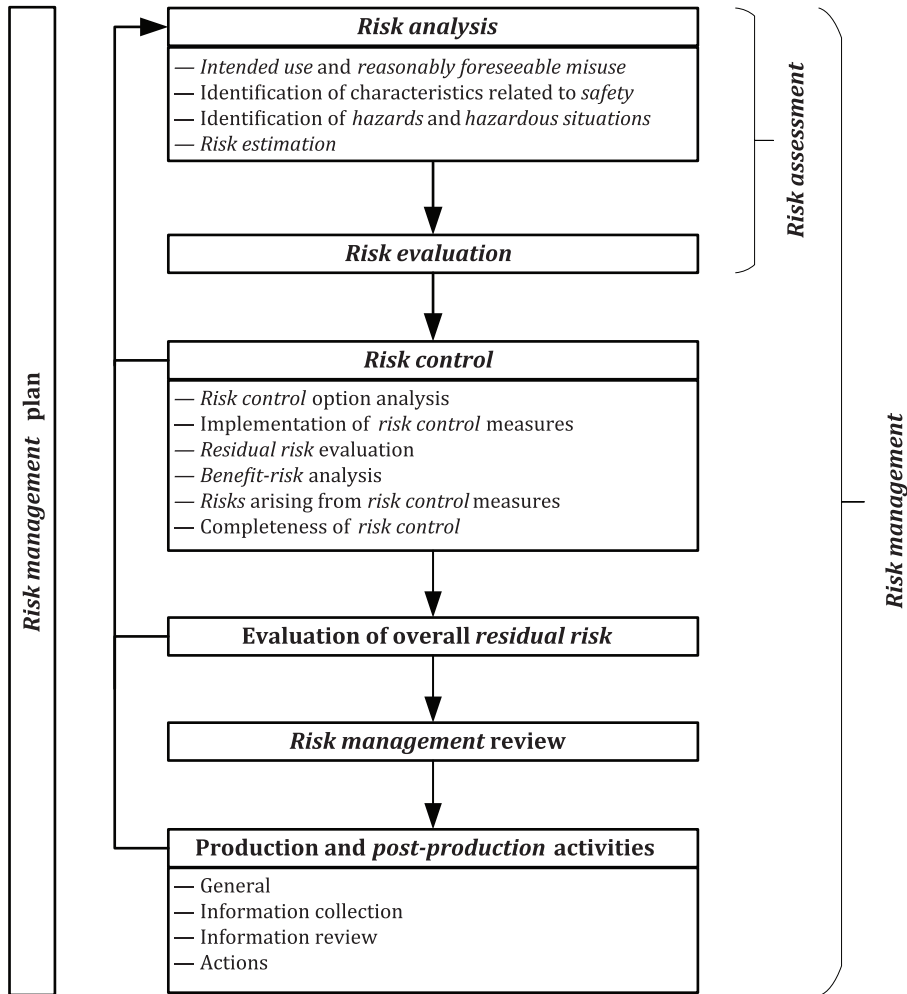 Risk management plan
Risk analysis
— Intended use and reasonably foreseeable misuse
— Identification of characteristics related to safety
— Identification of hazards and hazardous situations
— Risk estimation
Risk evaluation
Risk assessment
Risk control
— Risk control option analysis
— Implementation of risk control measures
— Residual risk evaluation
— Benefit-risk analysis
— Risks arising from risk control measures
— Completeness of risk control
Evaluation of overall residual risk
Risk management review
Production and post-production activities
— General
— Information collection
— Information review
— Actions
Risk management